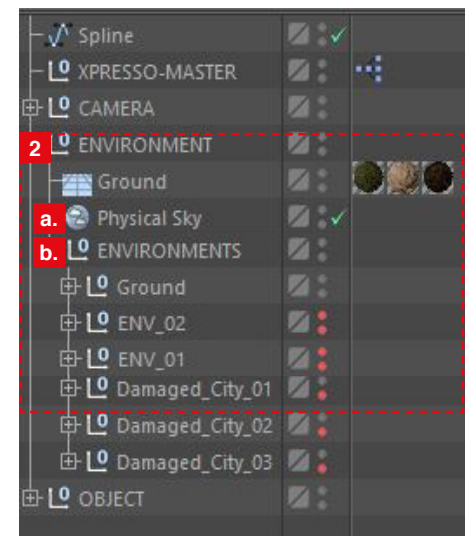 Spline
XPRESSO-MASTER
CAMERA
2 ENVIRONMENT
Ground
a. Physical Sky
b. ENVIRONMENTS
Ground
ENV_02
ENV_01
Damaged_City_01
Damaged_City_02
Damaged_City_03
OBJECT